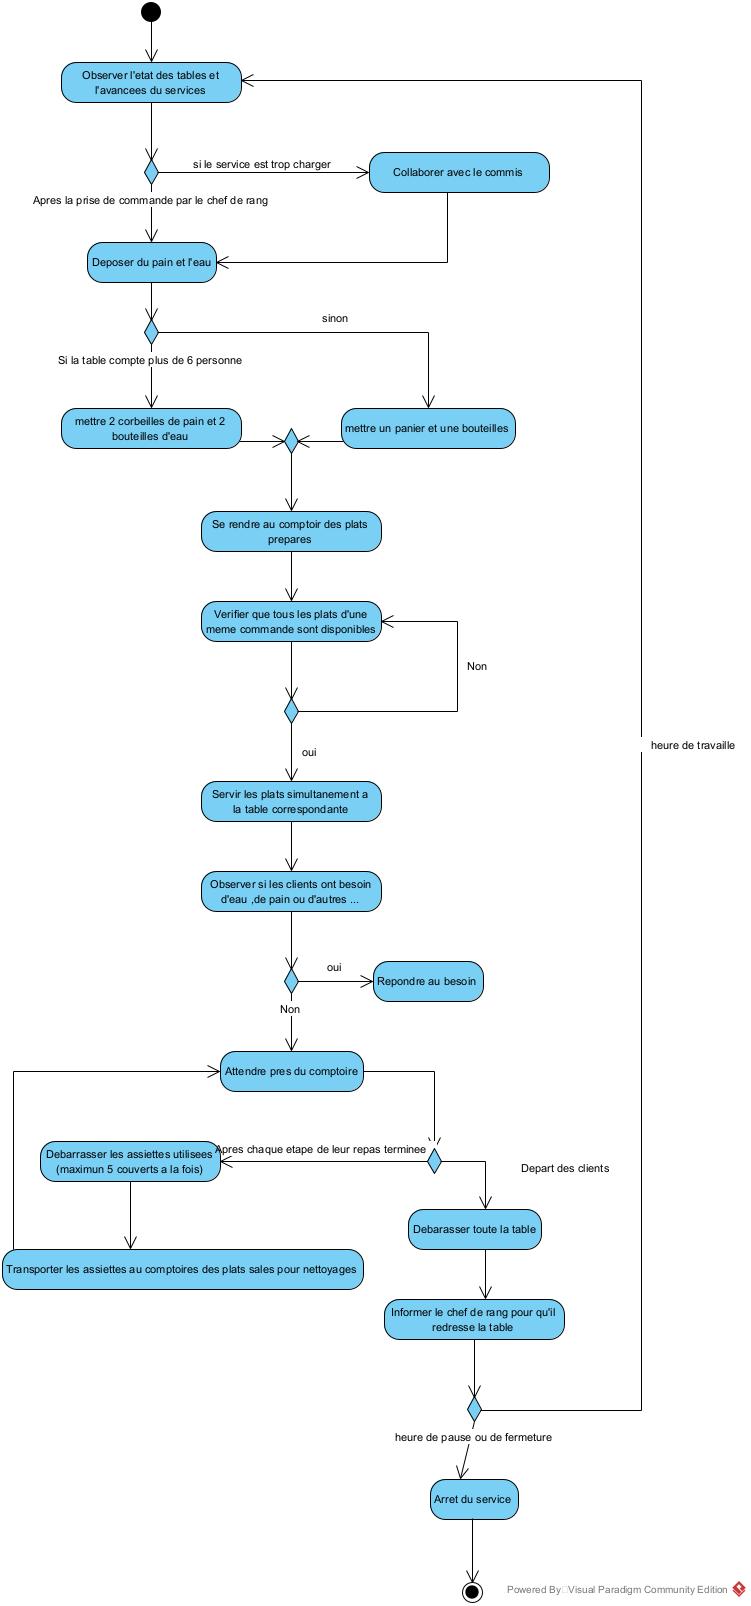 Observer l'etat des tables et
l'avancees du services
si le service est trop charger
Collaborer avec le commis
Apres la prise de commande par le chef de rang
Deposer du pain et l'eau
sinon
Si la table compte plus de 6 personne
mettre 2 corbeilles de pain et 2
bouteilles d'eau
mettre un panier et une bouteilles
Se rendre au comptoir des plats
prepares
Verifier que tous les plats d'une
meme commande sont disponibles
Non
oui
heure de travaille
Servir les plats simultanement a
la table correspondante
Observer si les clients ont besoin
d'eau ,de pain ou d'autres ...
oui
Repondre au besoin
Non
Attendre pres du comptoire
Apres chaque etape de leur repas terminee
Debarrasser les assiettes utilisees
(maximun 5 couverts a la fois)
Depart des clients
Debarasser toute la table
Transporter les assiettes au comptoires des plats sales pour nettoyages
Informer le chef de rang pour qu'il
redresse la table
heure de pause ou de fermeture
Arret du service
Powered By Visual Paradigm Community Edition